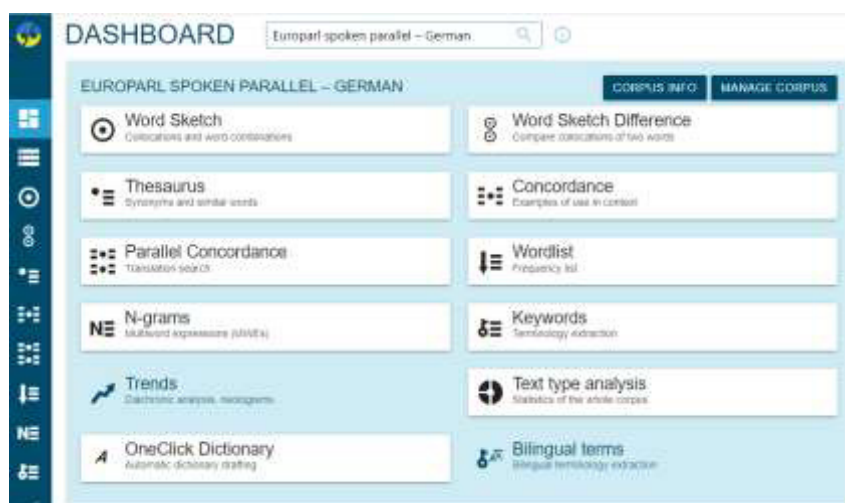 DASHBOARD
Europarl spoken parallel – German
EUROPARL SPOKEN PARALLEL – GERMAN
CORPUS INFO
MANAGE CORPUS
Word Sketch
Collocations and word combinations
Word Sketch Difference
Compare collocations of two words
Thesaurus
Synonyms and similar words
Concordance
Examples of use in context
Parallel Concordance
Translation search
Wordlist
Frequency list
N-grams
Multiword expressions (MWEs)
Keywords
Terminology extraction
Trends
Diachronic analysis, neologisms
Text type analysis
Statistics of the whole corpus
OneClick Dictionary
Automatic dictionary drafting
Bilingual terms
Bilingual terminology extraction